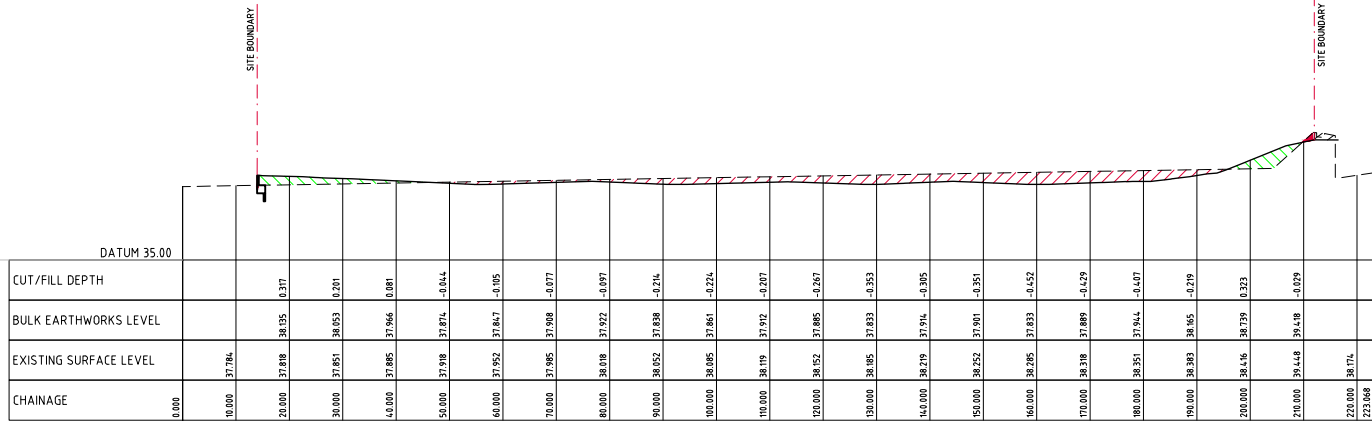 SITE BOUNDARY
SITE BOUNDARY
DATUM 35.00
CUT/FILL DEPTH 0.317 0.201 0.081 -0.044 -0.105 -0.077 -0.097 -0.214 -0.224 -0.207 -0.267 -0.353 -0.305 -0.351 -0.452 -0.429 -0.407 -0.219 0.323 -0.029
BULK EARTHWORKS LEVEL 38.135 38.053 37.966 37.874 37.847 37.908 37.922 37.838 37.861 37.912 37.885 37.833 37.914 37.901 37.833 37.889 37.944 38.165 38.739 39.418
EXISTING SURFACE LEVEL 37.784 37.818 37.851 37.885 37.918 37.952 37.985 38.018 38.052 38.085 38.119 38.152 38.185 38.219 38.252 38.285 38.318 38.351 38.383 38.416 39.448 38.174
CHAINAGE 0.000 10.000 20.000 30.000 40.000 50.000 60.000 70.000 80.000 90.000 100.000 110.000 120.000 130.000 140.000 150.000 160.000 170.000 180.000 190.000 200.000 210.000 220.000 223.068